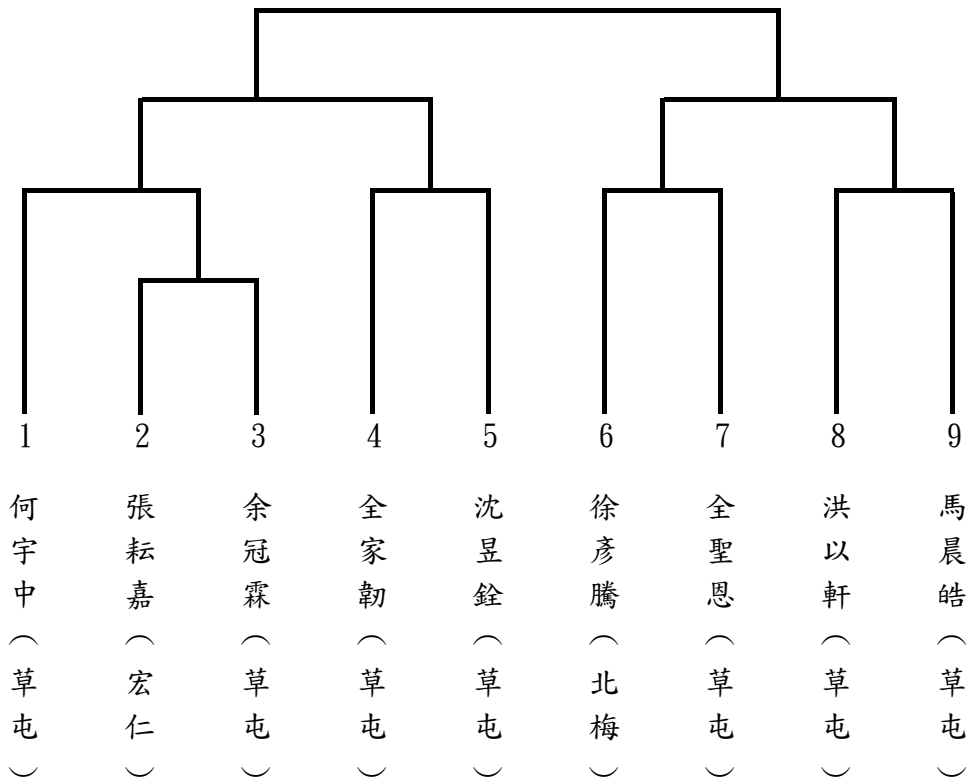 1 2 3 4 5 6 7 8 9
何宇中（草屯）
張耘嘉（宏仁）
余冠霖（草屯）
全家韌（草屯）
沈昱銓（草屯）
徐彥騰（北梅）
全聖恩（草屯）
洪以軒（草屯）
馬晨皓（草屯）